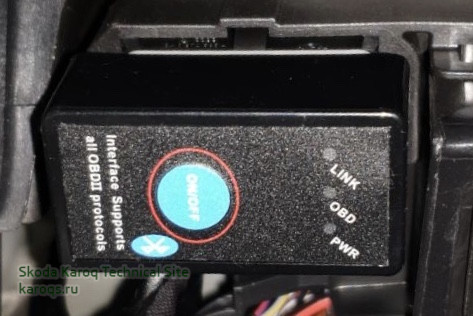 Interface Supports
all OBDII protocols
ON/OFF
LINK
OBD
PWR
Skoda Karoq Technical Site
karoqs.ru